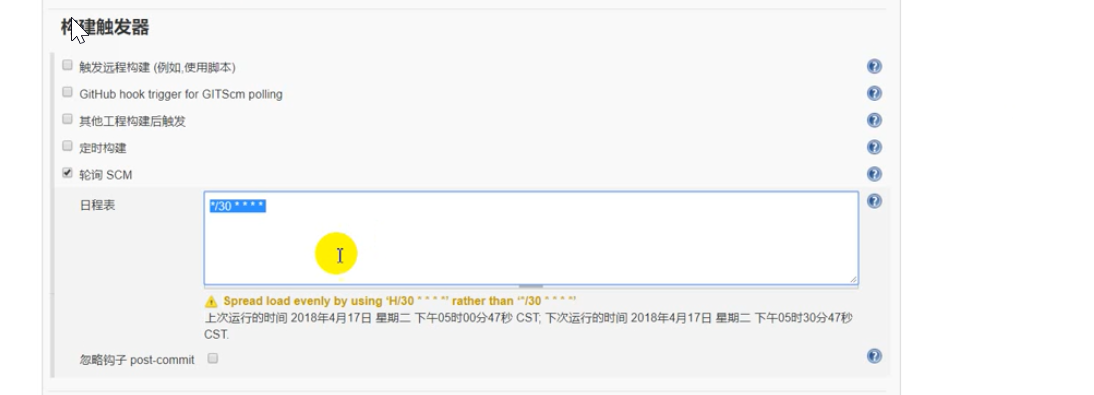 构建触发器
触发远程构建 (例如,使用脚本)
GitHub hook trigger for GITScm polling
其他工程构建后触发
定时构建
轮询 SCM
日程表
*/30 * * * *
Spread load evenly by using ‘H/30 * * * *’ rather than ‘*/30 * * * *’
上次运行的时间 2018年4月17日 星期二 下午05时00分47秒 CST; 下次运行的时间 2018年4月17日 星期二 下午05时30分47秒
CST.
忽略钩子 post-commit